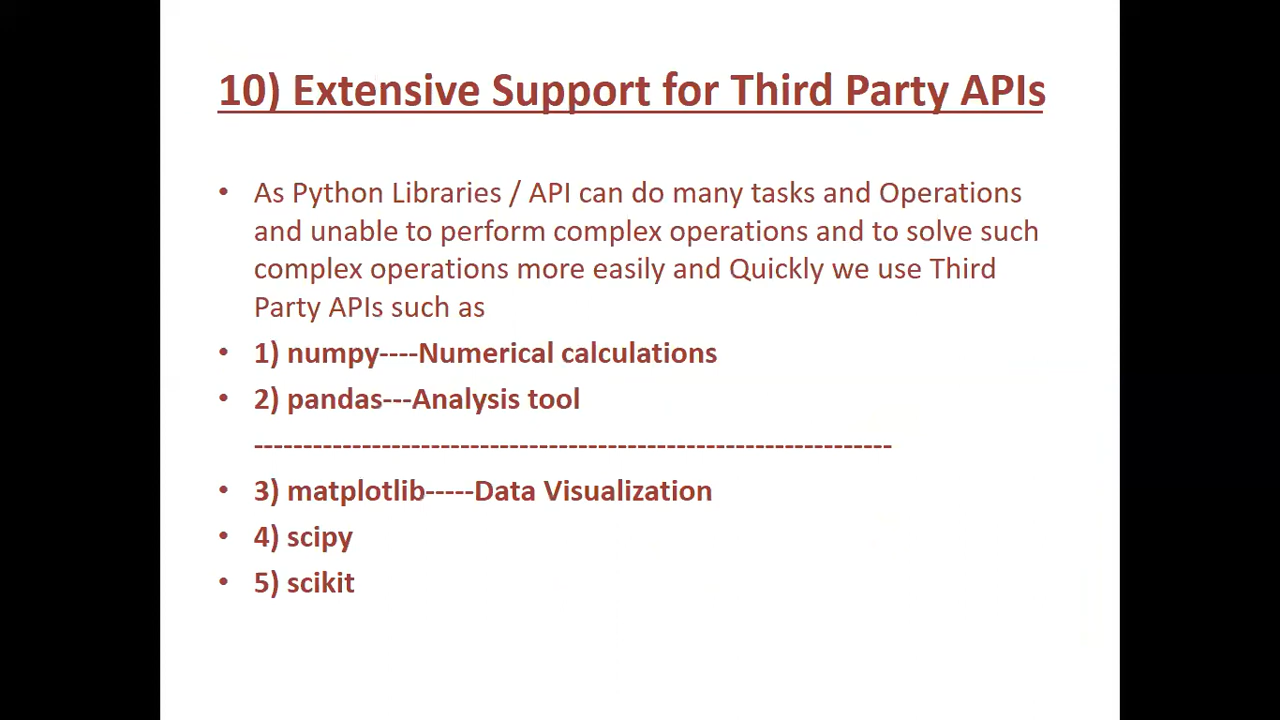 10) Extensive Support for Third Party APIs
• As Python Libraries / API can do many tasks and Operations
and unable to perform complex operations and to solve such
complex operations more easily and Quickly we use Third
Party APIs such as
• 1) numpy----Numerical calculations
• 2) pandas---Analysis tool
-----------------------------------------------------------------
• 3) matplotlib-----Data Visualization
• 4) scipy
• 5) scikit